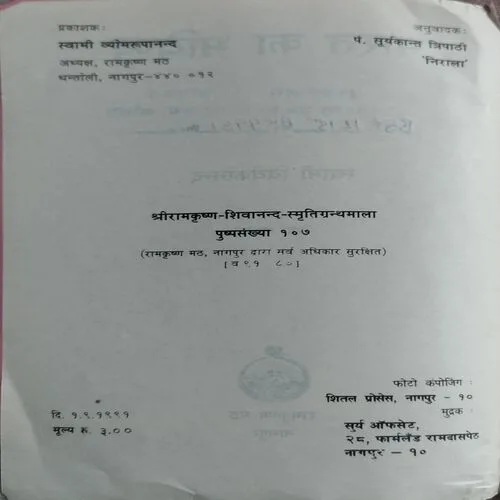 प्रकाशक:
स्वामी व्योमरूपानन्द
अध्यक्ष, रामकृष्ण मठ
धन्तोली, नागपुर-४४० ०१२
अनुवादक:
पं. सूर्यकान्त त्रिपाठी
'निराला'
श्रीरामकृष्ण-शिवानन्द-स्मृतिग्रन्थमाला
पुष्पसंख्या १०७
(रामकृष्ण मठ, नागपुर द्वारा सर्व अधिकार सुरक्षित)
[व ९१ ८०]
फोटो कंपोजिंग :
शितल प्रोसेस, नागपुर - १०
दि. १.९.१९९१
मूल्य रु. ३.००
मुद्रक :
सुर्य ऑफसेट,
२८, फार्मलॅंड रामदासपेठ
नागपुर - १०